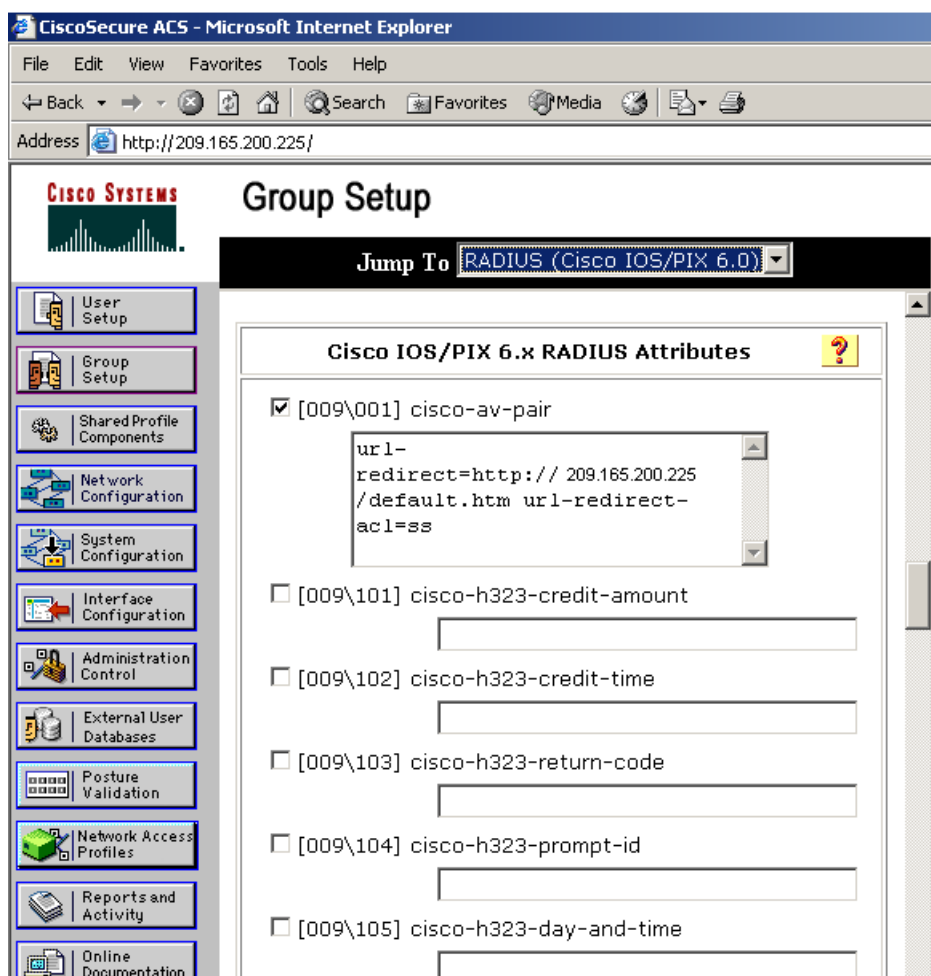 CiscoSecure ACS - Microsoft Internet Explorer
File Edit View Favorites Tools Help
Back Search Favorites Media
Address http://209.165.200.225/
CISCO SYSTEMS
Group Setup
Jump To RADIUS (Cisco IOS/PIX 6.0)
User
Setup
Group
Setup
Shared Profile
Components
Network
Configuration
System
Configuration
Interface
Configuration
Administration
Control
External User
Databases
Posture
Validation
Network Access
Profiles
Reports and
Activity
Online
Documentation
Cisco IOS/PIX 6.x RADIUS Attributes ?
[009\001] cisco-av-pair
url-
redirect=http:// 209.165.200.225
/default.htm url-redirect-
acl=ss
[009\101] cisco-h323-credit-amount
[009\102] cisco-h323-credit-time
[009\103] cisco-h323-return-code
[009\104] cisco-h323-prompt-id
[009\105] cisco-h323-day-and-time